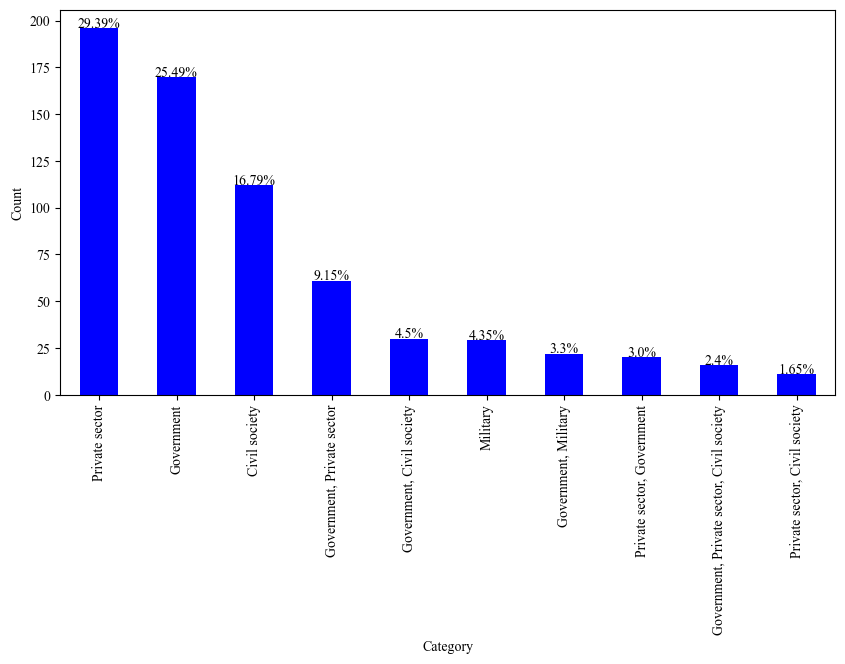 200
175
150
125
100
75
50
25
0
Count
29.39%
25.49%
16.79%
9.15%
4.5%
4.35%
3.3%
3.0%
2.4%
1.65%
Private sector
Government
Civil society
Government, Private sector
Government, Civil society
Military
Government, Military
Private sector, Government
Government, Private sector, Civil society
Private sector, Civil society
Category